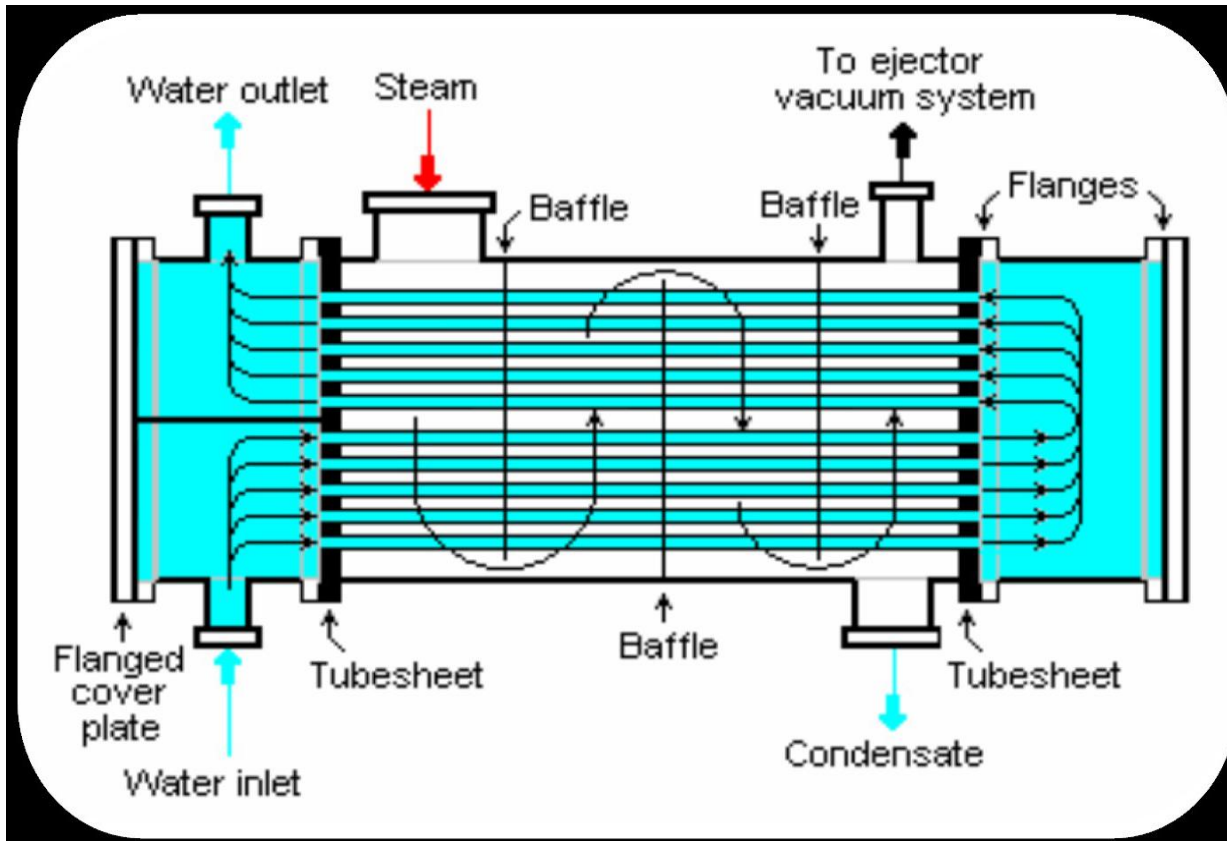 To ejector
vacuum system
Water outlet
Steam
Flanges
Baffle
Baffle
Flanged
cover
plate
Tubesheet
Baffle
Tubesheet
Water inlet
Condensate